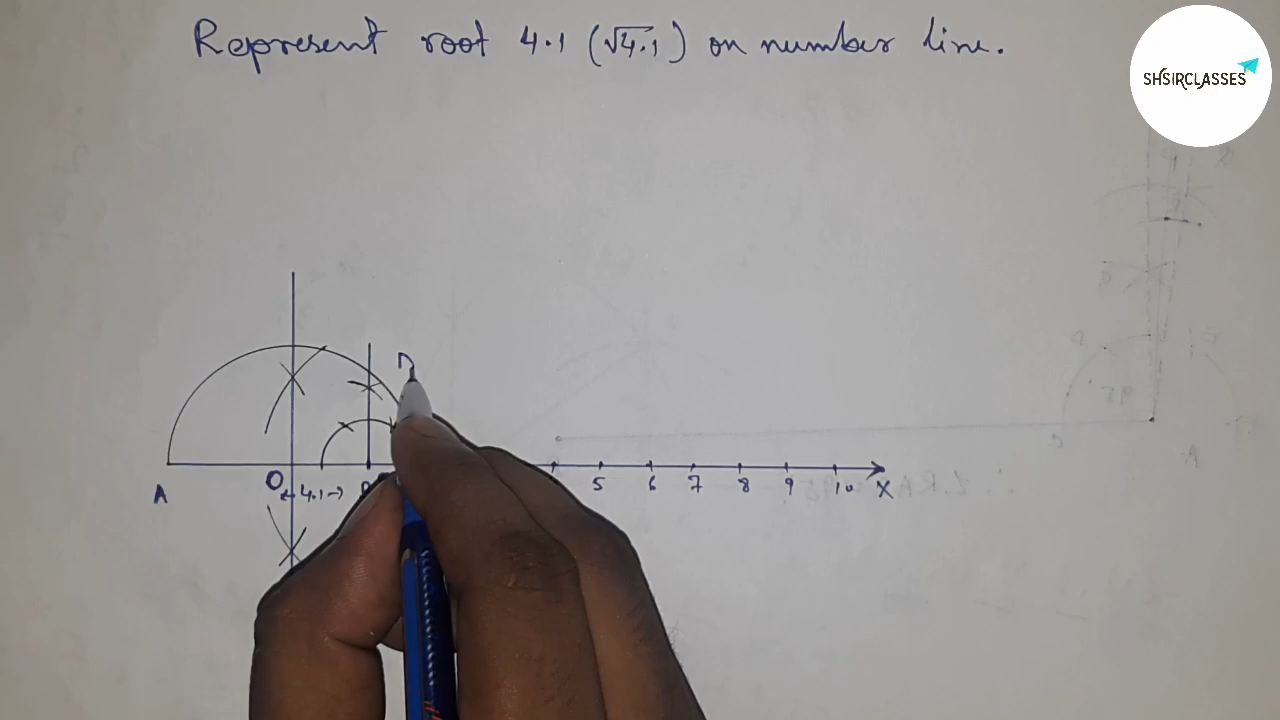 Represent root 4.1 (√4.1) on number line.
SHSIRCLASSES
D
O
A ←4.1→ 5 6 7 8 9 10 X